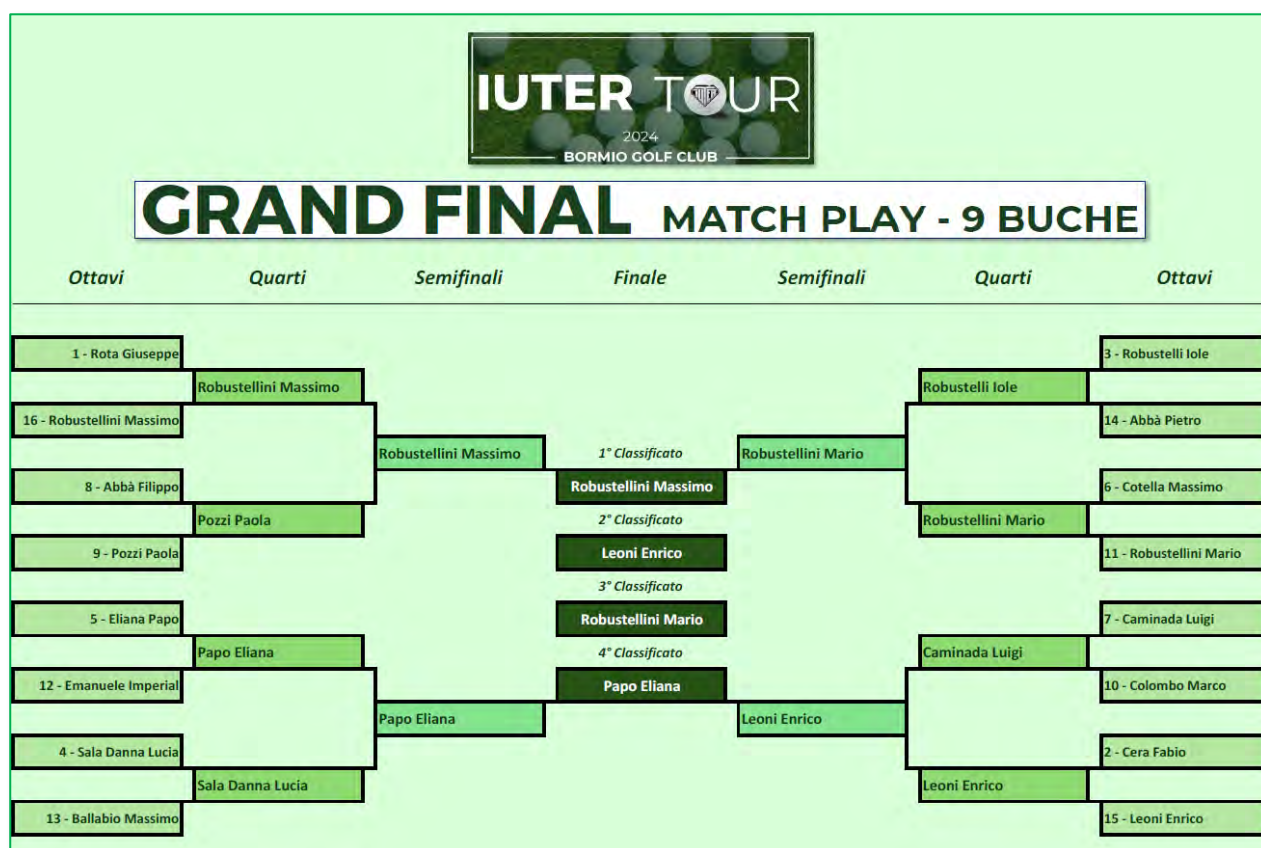 IUTER TOUR
2024
BORMIO GOLF CLUB
GRAND FINAL MATCH PLAY - 9 BUCHE
Ottavi Quarti Semifinali Finale Semifinali Quarti Ottavi
1 - Rota Giuseppe 3 - Robustelli Iole
Robustellini Massimo Robustelli Iole
16 - Robustellini Massimo 14 - Abbà Pietro
Robustellini Massimo 1° Classificato Robustellini Mario
8 - Abbà Filippo Robustellini Massimo 6 - Cotella Massimo
Pozzi Paola 2° Classificato Robustellini Mario
9 - Pozzi Paola Leoni Enrico 11 - Robustellini Mario
3° Classificato
5 - Eliana Papo Robustellini Mario 7 - Caminada Luigi
Papo Eliana 4° Classificato Caminada Luigi
12 - Emanuele Imperial Papo Eliana 10 - Colombo Marco
Papo Eliana Leoni Enrico
4 - Sala Danna Lucia 2 - Cera Fabio
Sala Danna Lucia Leoni Enrico
13 - Ballabio Massimo 15 - Leoni Enrico